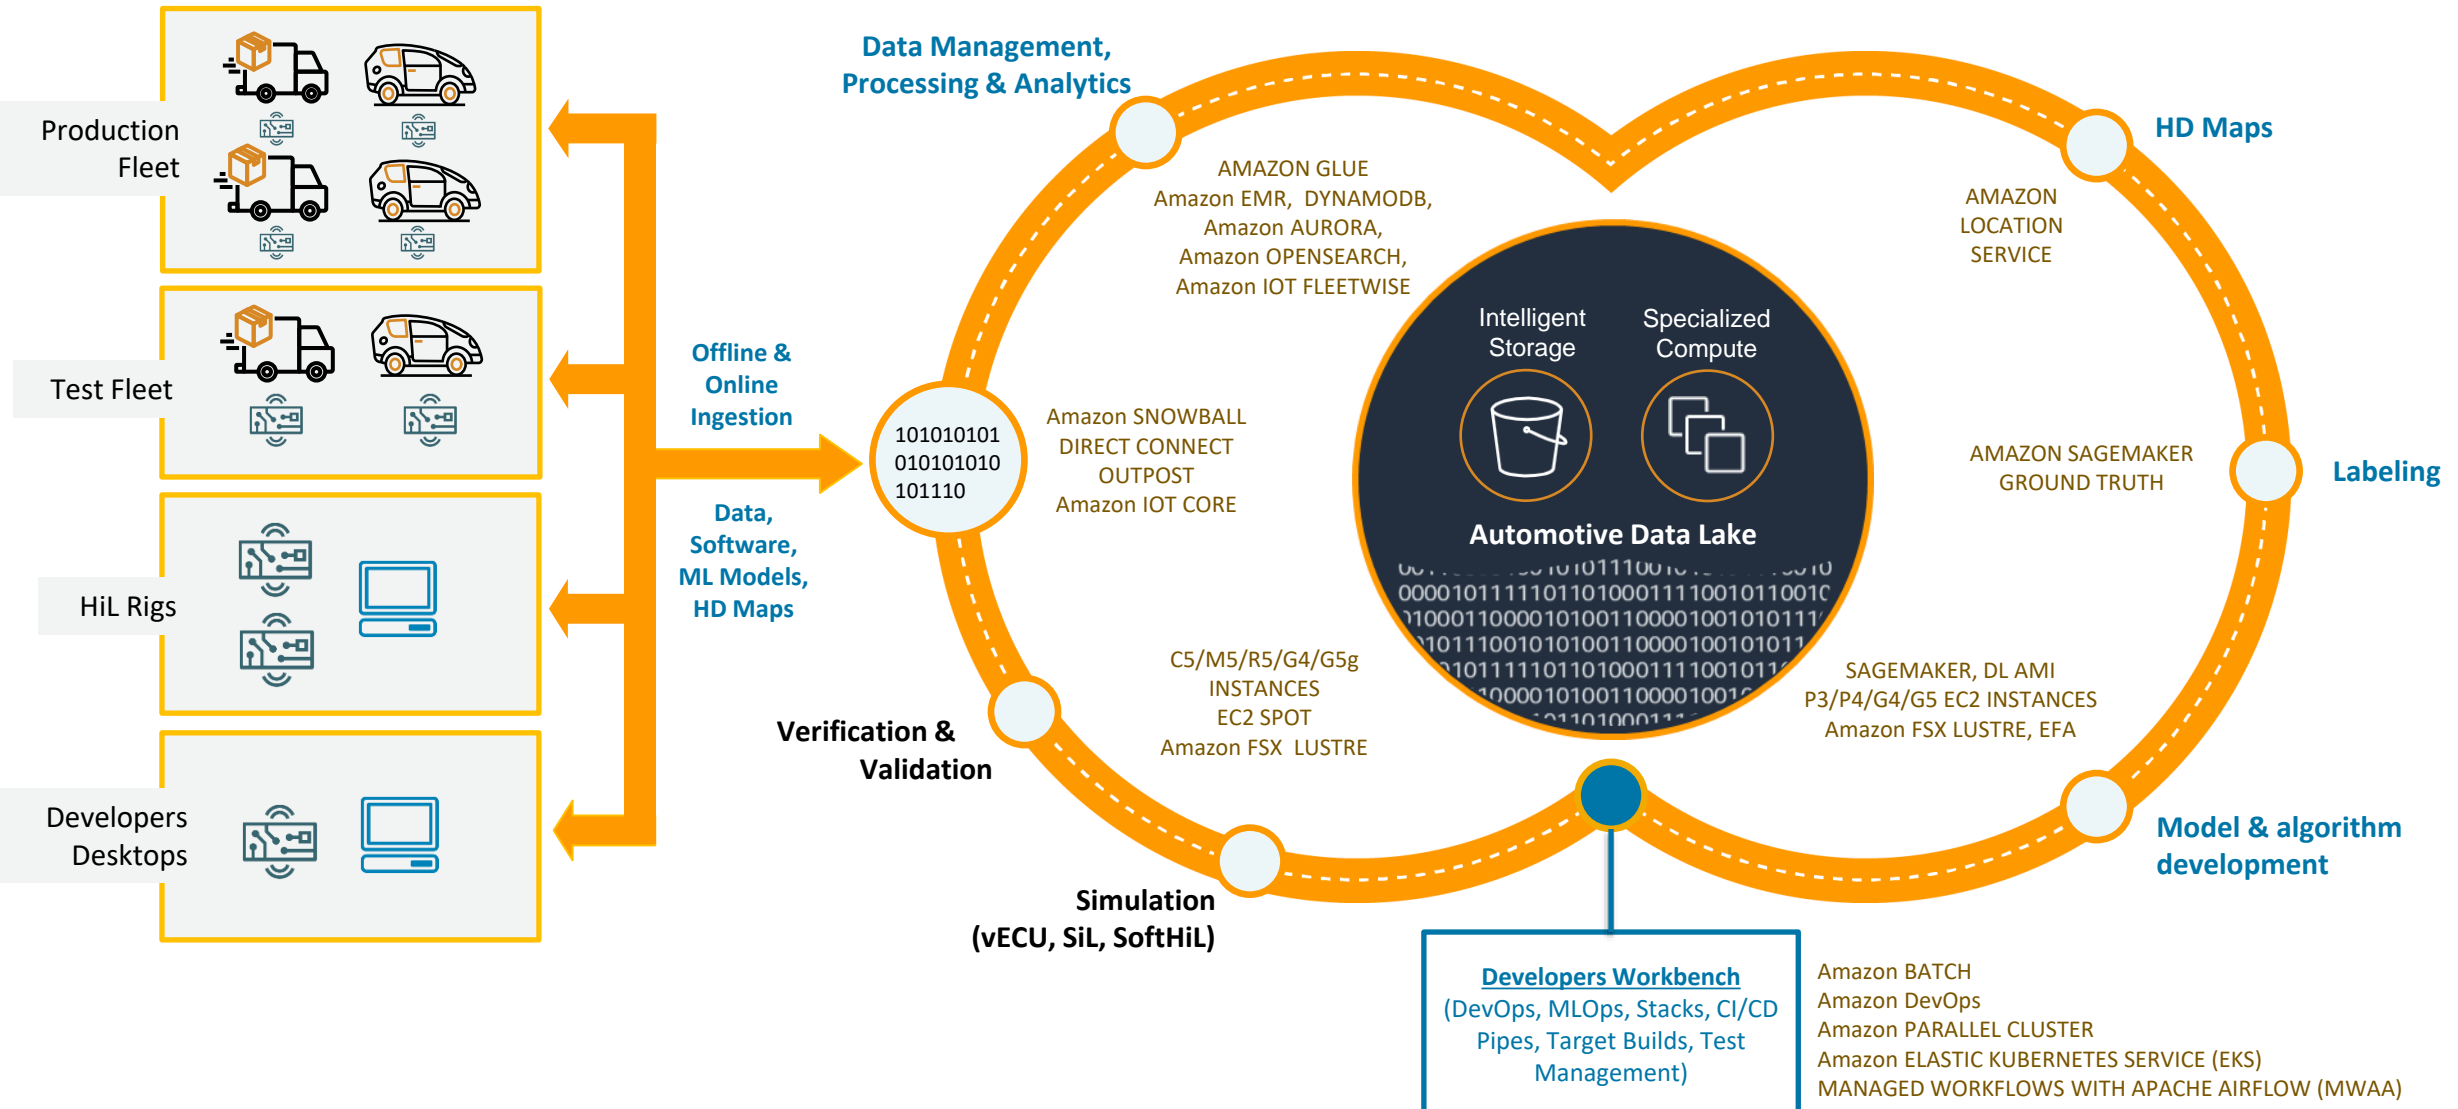 Production
Fleet
Test Fleet
HiL Rigs
Developers
Desktops
Offline &
Online
Ingestion
Data,
Software,
ML Models,
HD Maps
Data Management,
Processing & Analytics
AMAZON GLUE
Amazon EMR, DYNAMODB,
Amazon AURORA,
Amazon OPENSEARCH,
Amazon IOT FLEETWISE
101010101
010101010
101110
Amazon SNOWBALL
DIRECT CONNECT
OUTPOST
Amazon IOT CORE
Verification &
Validation
C5/M5/R5/G4/G5g
INSTANCES
EC2 SPOT
Amazon FSX LUSTRE
Simulation
(vECU, SiL, SoftHiL)
Intelligent
Storage
Specialized
Compute
Automotive Data Lake
HD Maps
AMAZON
LOCATION
SERVICE
AMAZON SAGEMAKER
GROUND TRUTH
Labeling
SAGEMAKER, DL AMI
P3/P4/G4/G5 EC2 INSTANCES
Amazon FSX LUSTRE, EFA
Model & algorithm
development
Developers Workbench
(DevOps, MLOps, Stacks, CI/CD
Pipes, Target Builds, Test
Management)
Amazon BATCH
Amazon DevOps
Amazon PARALLEL CLUSTER
Amazon ELASTIC KUBERNETES SERVICE (EKS)
MANAGED WORKFLOWS WITH APACHE AIRFLOW (MWAA)